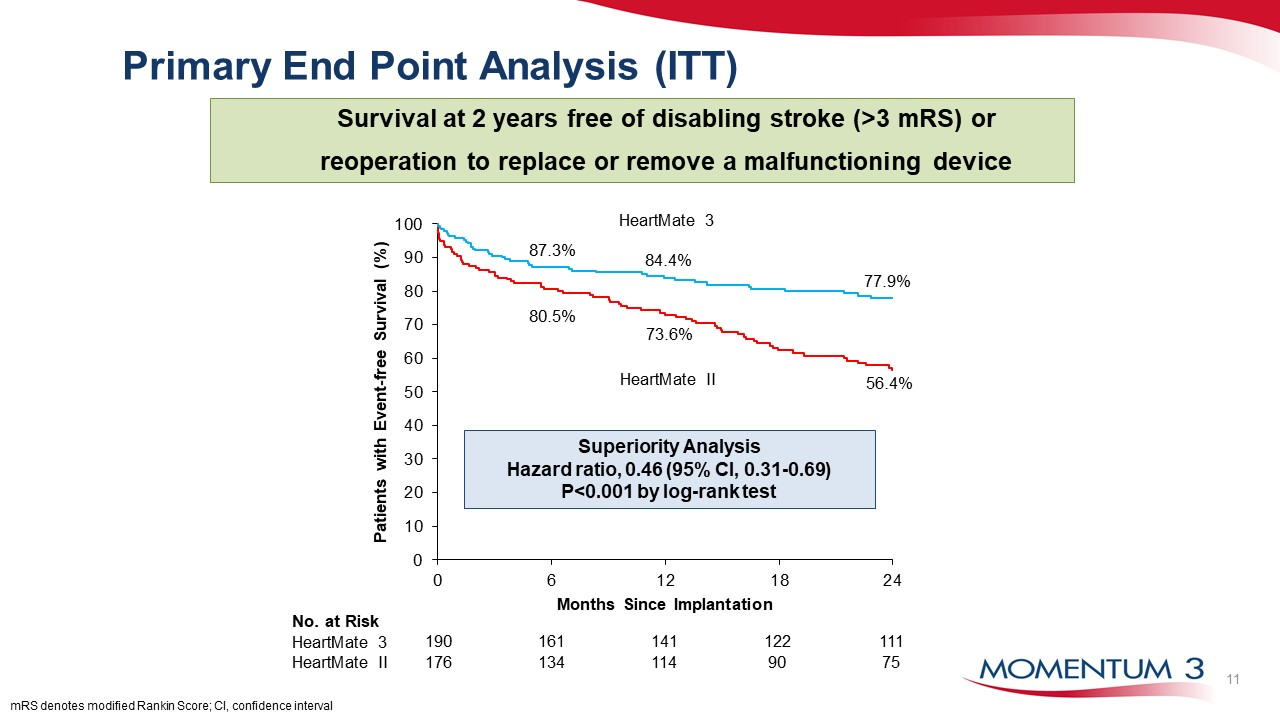 Primary End Point Analysis (ITT)
Survival at 2 years free of disabling stroke (>3 mRS) or
reoperation to replace or remove a malfunctioning device
Patients with Event-free Survival (%)
100
90
80
70
60
50
40
30
20
10
0
HeartMate 3
87.3%
84.4%
77.9%
80.5%
73.6%
HeartMate II
56.4%
Superiority Analysis
Hazard ratio, 0.46 (95% CI, 0.31-0.69)
P<0.001 by log-rank test
0 6 12 18 24
Months Since Implantation
No. at Risk
HeartMate 3 190 161 141 122 111
HeartMate II 176 134 114 90 75
MOMENTUM 3
11
mRS denotes modified Rankin Score; CI, confidence interval